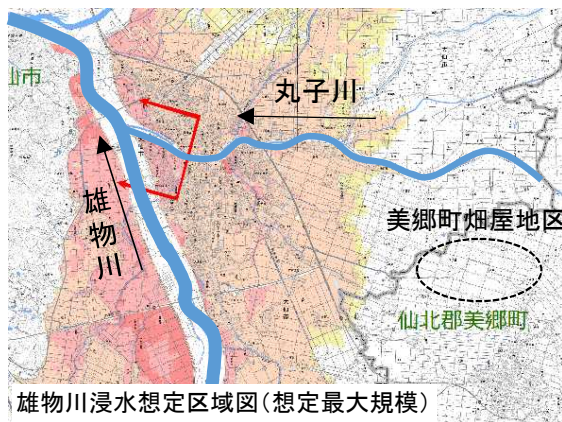 山市
丸子川
雄物川
美郷町畑屋地区
仙北郡美郷町
雄物川浸水想定区域図(想定最大規模)